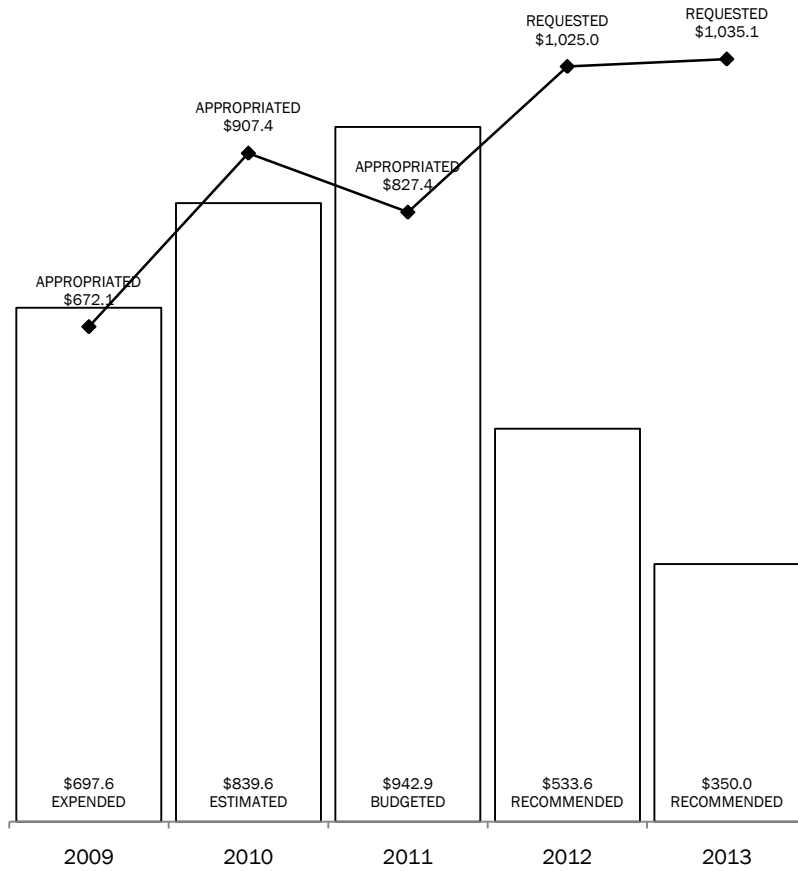 REQUESTED
$1,035.1
REQUESTED
$1,025.0
APPROPRIATED
$907.4
APPROPRIATED
$827.4
APPROPRIATED
$672.1
$697.6
EXPENDED
$839.6
ESTIMATED
$942.9
BUDGETED
$533.6
RECOMMENDED
$350.0
RECOMMENDED
2009 2010 2011 2012 2013